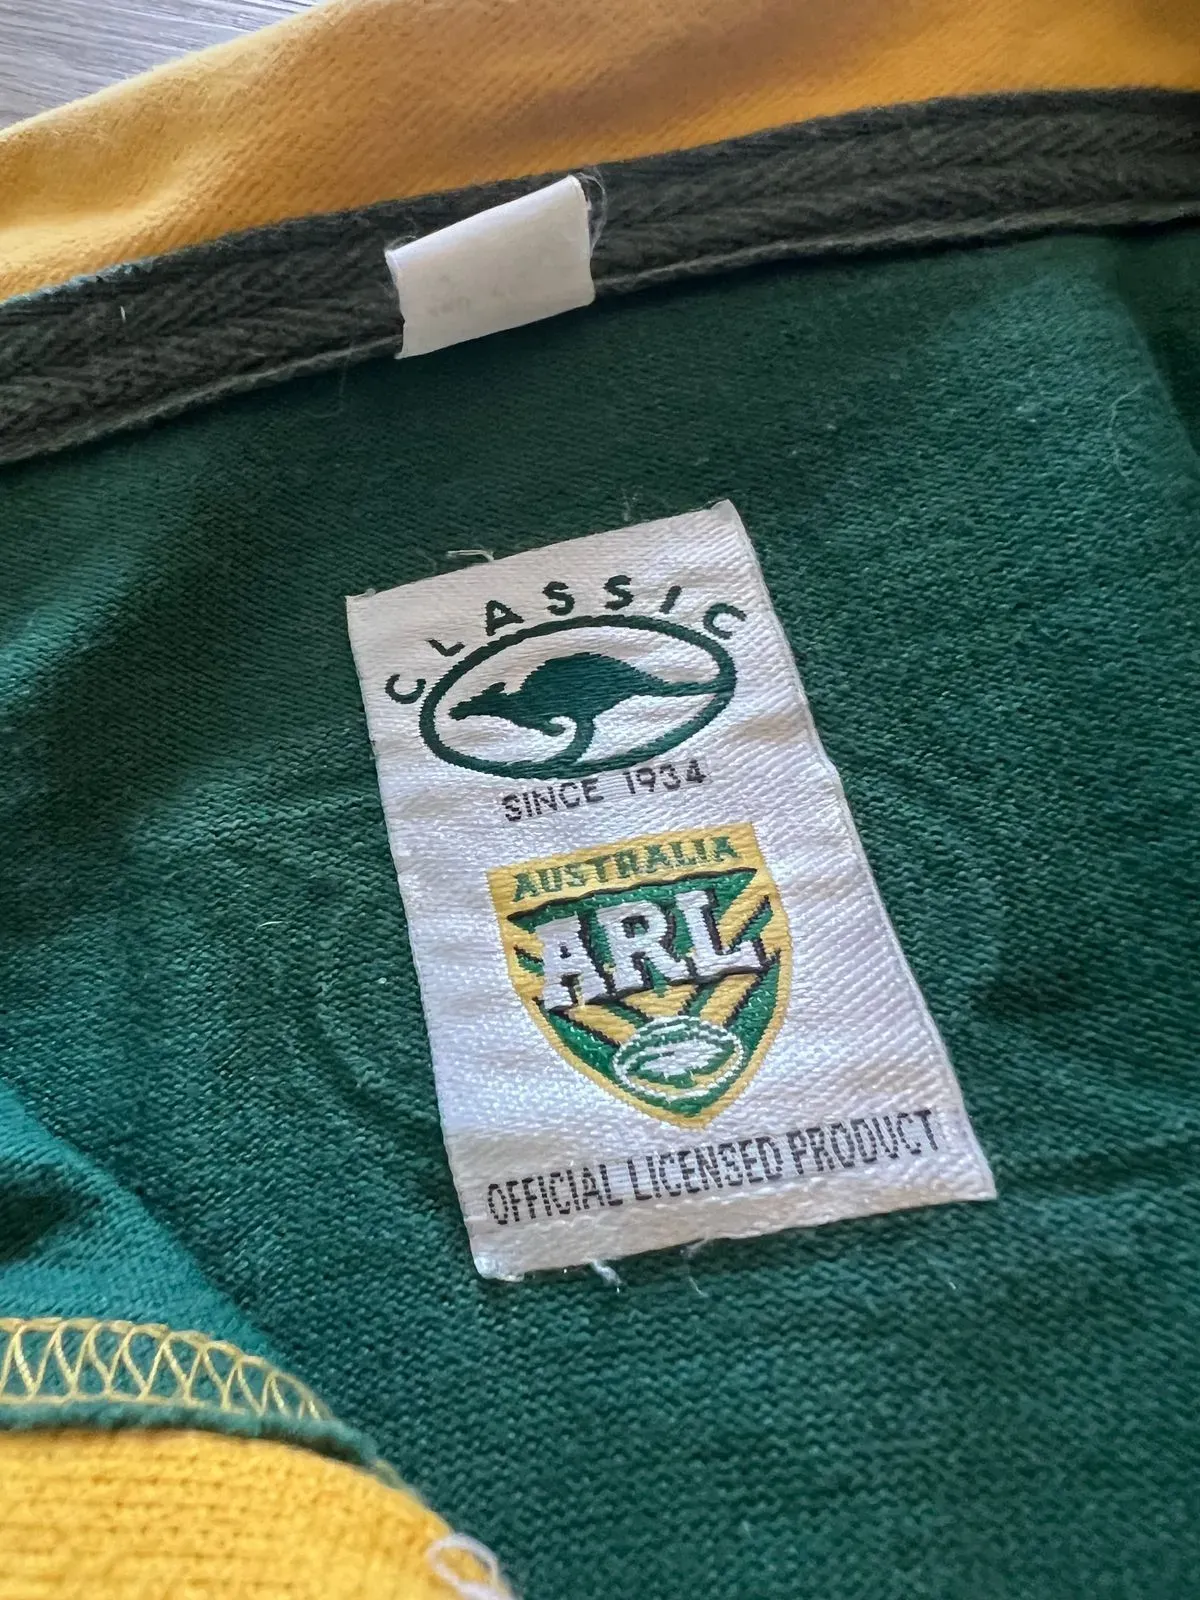 CLASSIC
SINCE 1934
AUSTRALIA
ARL
OFFICIAL LICENSED PRODUCT